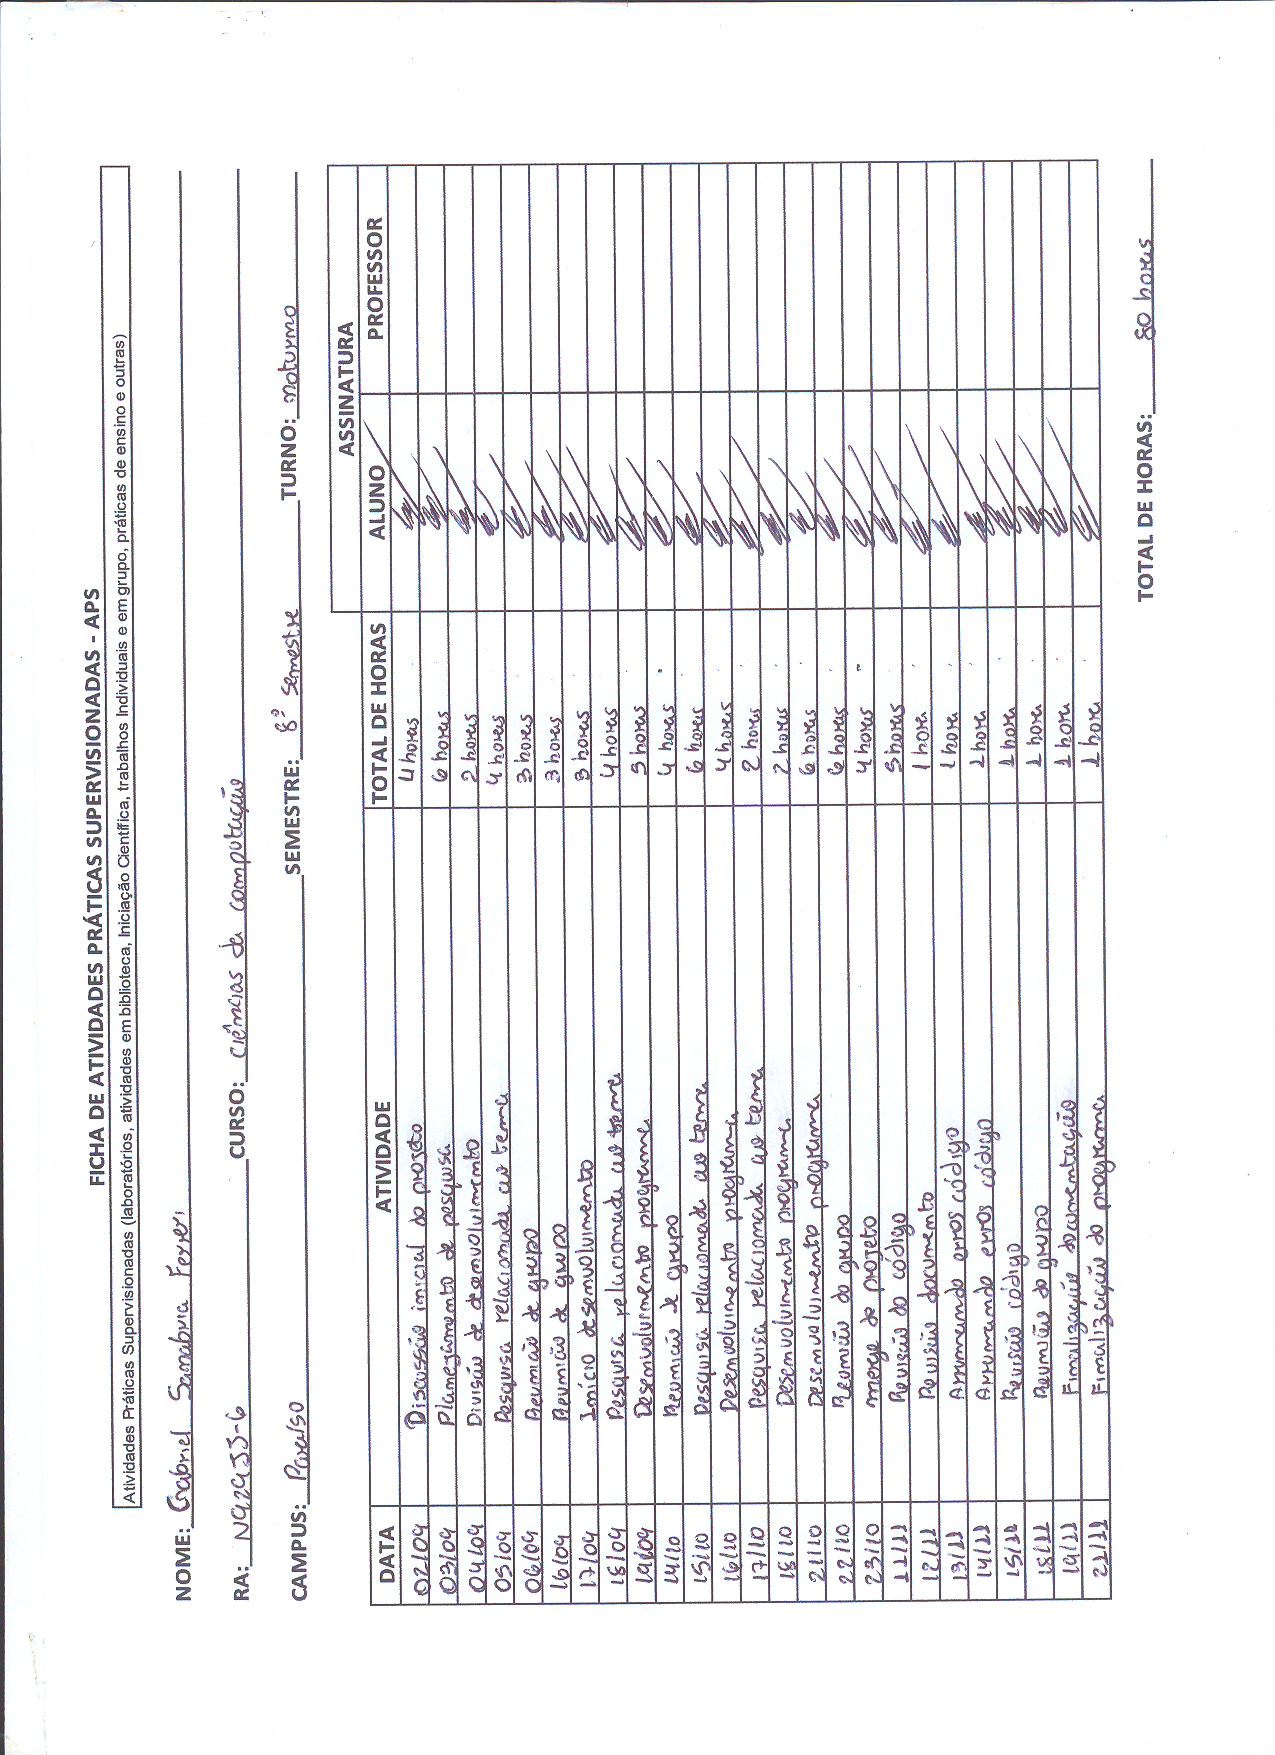 FICHA DE ATIVIDADES PRÁTICAS SUPERVISIONADAS - APS
Atividades Práticas Supervisionadas (laboratórios, atividades em biblioteca, Iniciação Científica, trabalhos Individuais e em grupo, práticas de ensino e outras)
NOME: Gabriel Sanabria Ferrer
RA: N92433-6 CURSO: Ciências da computação
CAMPUS: Paraíso SEMESTRE: 8º Semestre TURNO: noturno
ASSINATURA
DATA ATIVIDADE TOTAL DE HORAS ALUNO PROFESSOR
02/09 Discussão inicial do projeto 4 horas
03/09 Planejamento de pesquisa 6 horas
04/09 Divisão de desenvolvimento 2 horas
05/09 Pesquisa relacionada ao tema 4 horas
06/09 Reunião de grupo 3 horas
16/09 Reunião de grupo 3 horas
17/09 Início desenvolvimento 3 horas
18/09 Pesquisa relacionada ao tema 4 horas
19/09 Desenvolvimento programa 5 horas
14/10 Reunião de grupo 4 horas
15/10 Pesquisa relacionada ao tema 6 horas
16/10 Desenvolvimento programa 4 horas
17/10 Pesquisa relacionada ao tema 2 horas
18/10 Desenvolvimento programa 2 horas
21/10 Desenvolvimento programa 6 horas
22/10 Reunião do grupo 6 horas
23/10 merge do projeto 4 horas
11/11 Revisão do código 5 horas
12/11 Revisão documento 1 hora
13/11 Arrumando erros código 1 hora
14/11 Arrumando erros código 1 hora
15/11 Revisão código 1 hora
18/11 Reunião do grupo 1 hora
19/11 Finalização documentação 1 hora
21/11 Finalização do programa 1 hora
TOTAL DE HORAS: 80 horas